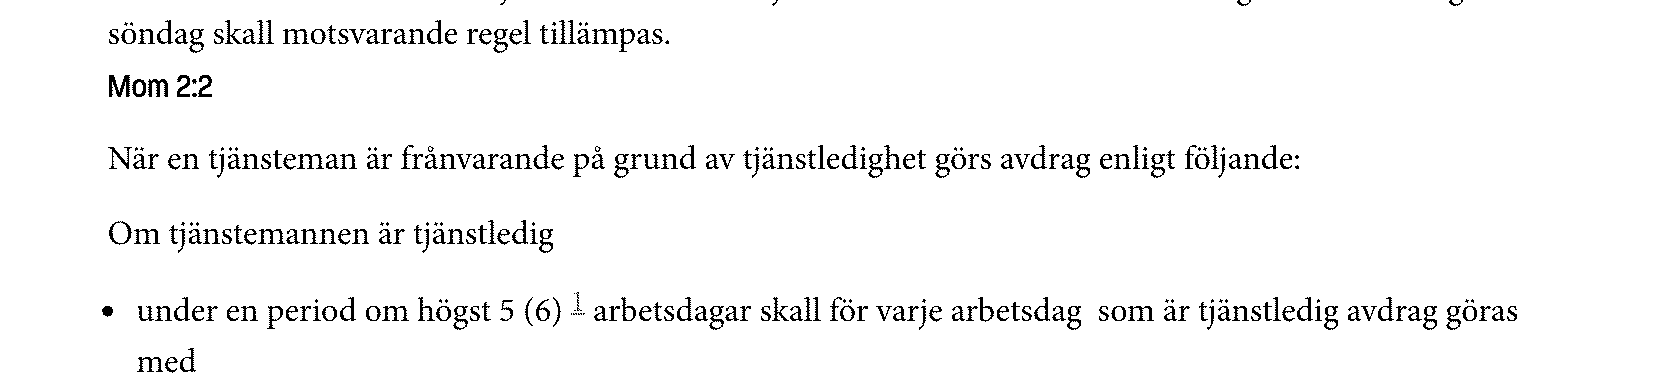 söndag skall motsvarande regel tillämpas.
Mom 2:2
När en tjänsteman är frånvarande på grund av tjänstledighet görs avdrag enligt följande:
Om tjänstemannen är tjänstledig
• under en period om högst 5 (6) 1 arbetsdagar skall för varje arbetsdag som är tjänstledig avdrag göras
med